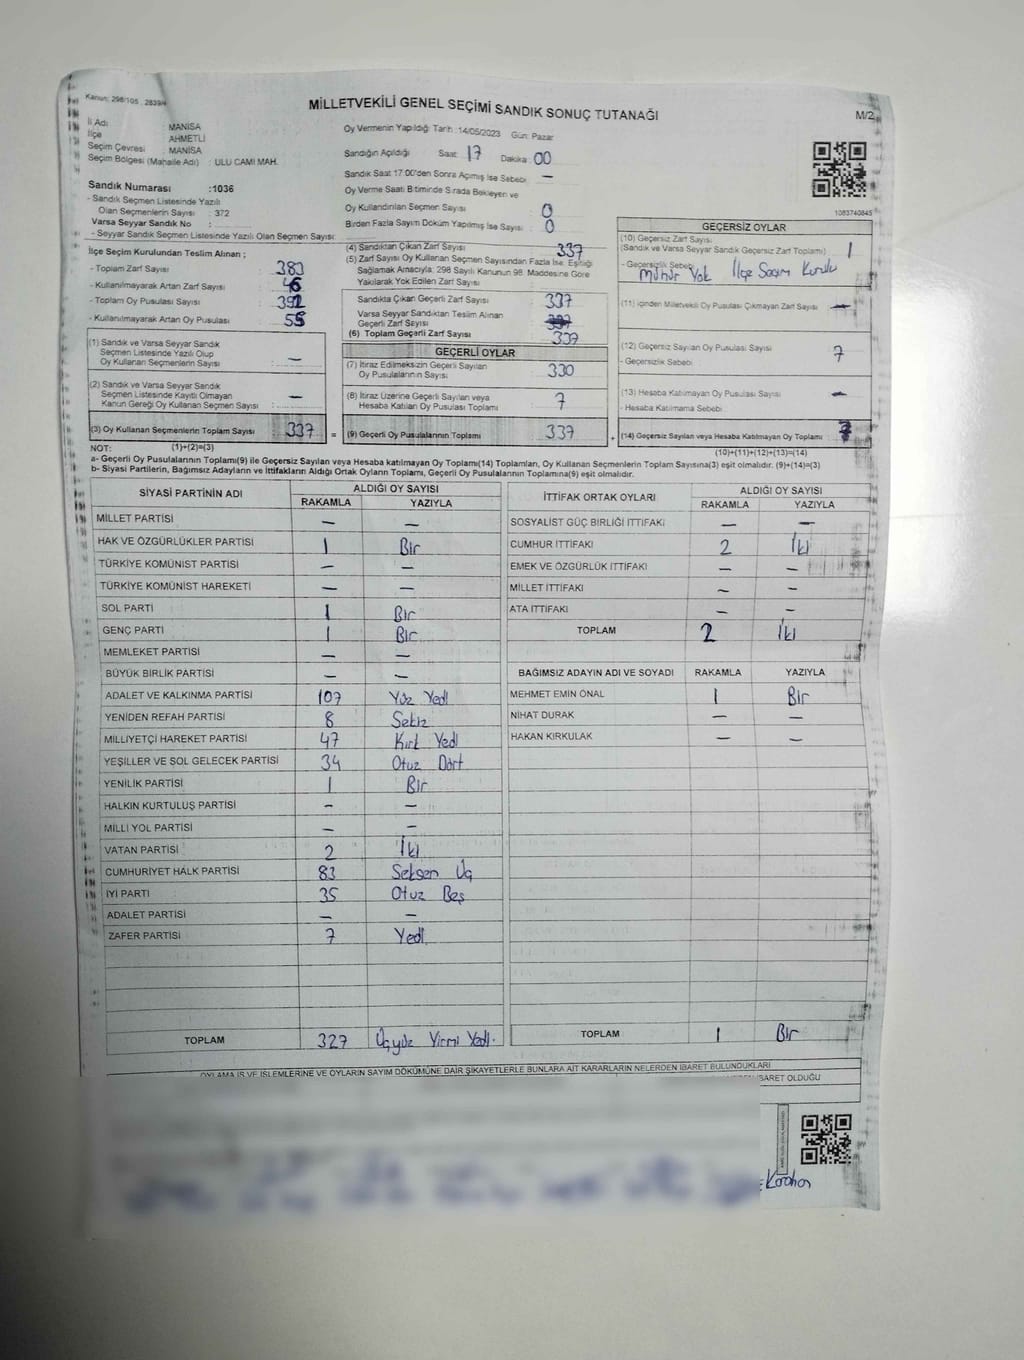 Kanun: 298/105, 2839/4
MİLLETVEKİLİ GENEL SEÇİMİ SANDIK SONUÇ TUTANAĞI
M/2
İl Adı : MANİSA
İlçe : AHMETLİ
Seçim Çevresi : MANİSA
Seçim Bölgesi (Mahalle Adı) : ULU CAMİ MAH.
Sandık Numarası :1036
- Sandık Seçmen Listesinde Yazılı
Olan Seçmenlerin Sayısı : 372
Varsa Seyyar Sandık No :
- Seyyar Sandık Seçmen Listesinde Yazılı Olan Seçmen Sayısı:
Oy Vermenin Yapıldığı Tarih: 14/05/2023 Gün: Pazar
Sandığın Açıldığı Saat: 17 Dakika: 00
Sandık Saat 17:00'den Sonra Açılmış İse Sebebi : —
Oy Verme Saati Bitiminde Sırada Bekleyen ve
Oy Kullandırılan Seçmen Sayısı : 0
Birden Fazla Sayım Döküm Yapılmış İse Sayısı : 0
1083740845
İlçe Seçim Kurulundan Teslim Alınan ;
- Toplam Zarf Sayısı : 383
- Kullanılmayarak Artan Zarf Sayısı :
- Toplam Oy Pusulası Sayısı : 392
- Kullanılmayarak Artan Oy Pusulası : 55
(1) Sandık ve Varsa Seyyar Sandık
Seçmen Listesinde Yazılı Olup
Oy Kullanan Seçmenlerin Sayısı : —
(2) Sandık ve Varsa Seyyar Sandık
Seçmen Listesinde Kayıtlı Olmayan
Kanun Gereği Oy Kullanan Seçmen Sayısı : —
(3) Oy Kullanan Seçmenlerin Toplam Sayısı : 337 =
(4) Sandıktan Çıkan Zarf Sayısı : 337
(5) Zarf Sayısı Oy Kullanan Seçmen Sayısından Fazla İse, Eşitliği
Sağlamak Amacıyla; 298 Sayılı Kanunun 98. Maddesine Göre
Yakılarak Yok Edilen Zarf Sayısı :
Sandıkta Çıkan Geçerli Zarf Sayısı : 337
Varsa Seyyar Sandıktan Teslim Alınan
Geçerli Zarf Sayısı :
(6) Toplam Geçerli Zarf Sayısı : 337
GEÇERLİ OYLAR
(7) İtiraz Edilmeksizin Geçerli Sayılan
Oy Pusulalarının Sayısı : 330
(8) İtiraz Üzerine Geçerli Sayılan veya
Hesaba Katılan Oy Pusulası Toplamı : 7
(9) Geçerli Oy Pusulalarının Toplamı : 337 +
GEÇERSİZ OYLAR
(10) Geçersiz Zarf Sayısı
(Sandık ve Varsa Seyyar Sandık Geçersiz Zarf Toplamı) : 1
- Geçersizlik Sebebi : Mühür Yok İlçe Seçim Kurulu
(11) İçinden Milletvekili Oy Pusulası Çıkmayan Zarf Sayısı : —
(12) Geçersiz Sayılan Oy Pusulası Sayısı : 7
- Geçersizlik Sebebi :
(13) Hesaba Katılmayan Oy Pusulası Sayısı : —
- Hesaba Katılmama Sebebi :
(14) Geçersiz Sayılan veya Hesaba Katılmayan Oy Toplamı :
NOT: (1)+(2)=(3) (10)+(11)+(12)+(13)=(14)
a- Geçerli Oy Pusulalarının Toplamı(9) ile Geçersiz Sayılan veya Hesaba katılmayan Oy Toplamı(14) Toplamları, Oy Kullanan Seçmenlerin Toplam Sayısına(3) eşit olmalıdır. (9)+(14)=(3)
b- Siyasi Partilerin, Bağımsız Adayların ve İttifakların Aldığı Ortak Oyların Toplamı, Geçerli Oy Pusulalarının Toplamına(9) eşit olmalıdır.
SİYASİ PARTİNİN ADI ALDIĞI OY SAYISI
RAKAMLA YAZIYLA
MİLLET PARTİSİ — —
HAK VE ÖZGÜRLÜKLER PARTİSİ 1 Bir
TÜRKİYE KOMÜNİST PARTİSİ — —
TÜRKİYE KOMÜNİST HAREKETİ — —
SOL PARTİ 1 Bir
GENÇ PARTİ 1 Bir
MEMLEKET PARTİSİ — —
BÜYÜK BİRLİK PARTİSİ — —
ADALET VE KALKINMA PARTİSİ 107 Yüz Yedi
YENİDEN REFAH PARTİSİ 8 Sekiz
MİLLİYETÇİ HAREKET PARTİSİ 47 Kırk Yedi
YEŞİLLER VE SOL GELECEK PARTİSİ 34 Otuz Dört
YENİLİK PARTİSİ 1 Bir
HALKIN KURTULUŞ PARTİSİ — —
MİLLİ YOL PARTİSİ — —
VATAN PARTİSİ 2 İki
CUMHURİYET HALK PARTİSİ 83 Seksen Üç
İYİ PARTİ 35 Otuz Beş
ADALET PARTİSİ — —
ZAFER PARTİSİ 7 Yedi
TOPLAM 327 Üçyüz Yirmi Yedi.
İTTİFAK ORTAK OYLARI ALDIĞI OY SAYISI
RAKAMLA YAZIYLA
SOSYALİST GÜÇ BİRLİĞİ İTTİFAKI — —
CUMHUR İTTİFAKI 2 İki
EMEK VE ÖZGÜRLÜK İTTİFAKI — —
MİLLET İTTİFAKI — —
ATA İTTİFAKI — —
TOPLAM 2 İki
BAĞIMSIZ ADAYIN ADI VE SOYADI RAKAMLA YAZIYLA
MEHMET EMİN ÖNAL 1 Bir
NİHAT DURAK — —
HAKAN KIRKULAK — —
TOPLAM 1 Bir
OYLAMA İŞ VE İŞLEMLERİNE VE OYLARIN SAYIM DÖKÜMÜNE DAİR ŞİKAYETLERLE BUNLARA AİT KARARLARIN NELERDEN İBARET BULUNDUKLARI
İBARET OLDUĞU